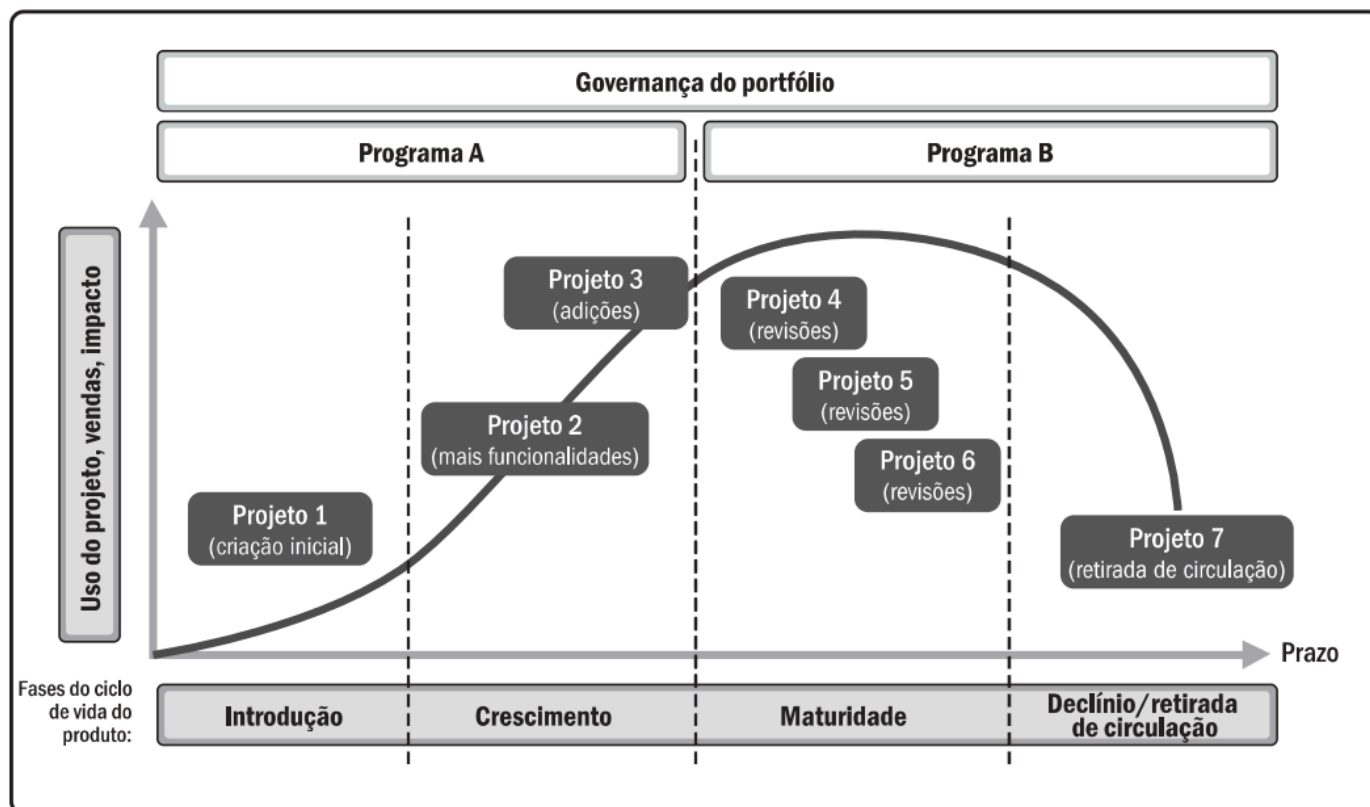 Governança do portfólio
Programa A
Programa B
Uso do projeto, vendas, impacto
Projeto 1
(criação inicial)
Projeto 2
(mais funcionalidades)
Projeto 3
(adições)
Projeto 4
(revisões)
Projeto 5
(revisões)
Projeto 6
(revisões)
Projeto 7
(retirada de circulação)
Prazo
Fases do ciclo
de vida do
produto:
Introdução
Crescimento
Maturidade
Declínio/retirada
de circulação